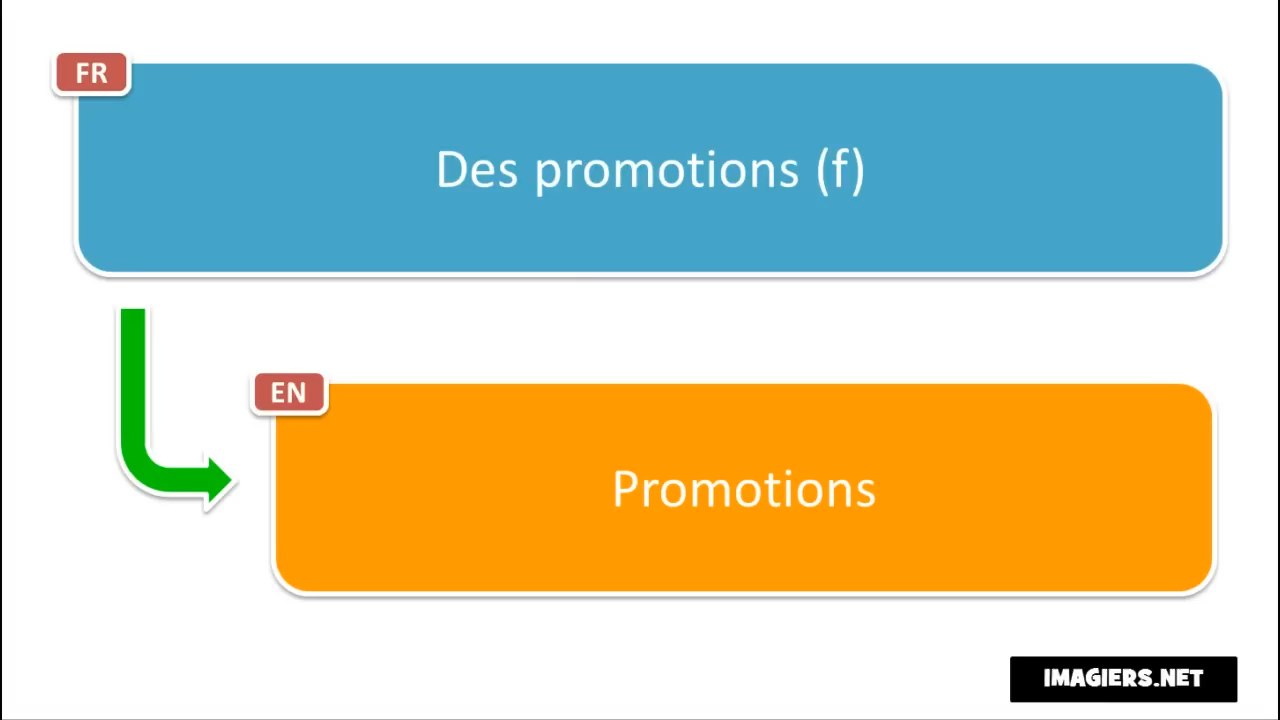 FR
Des promotions (f)
EN
Promotions
IMAGIERS.NET